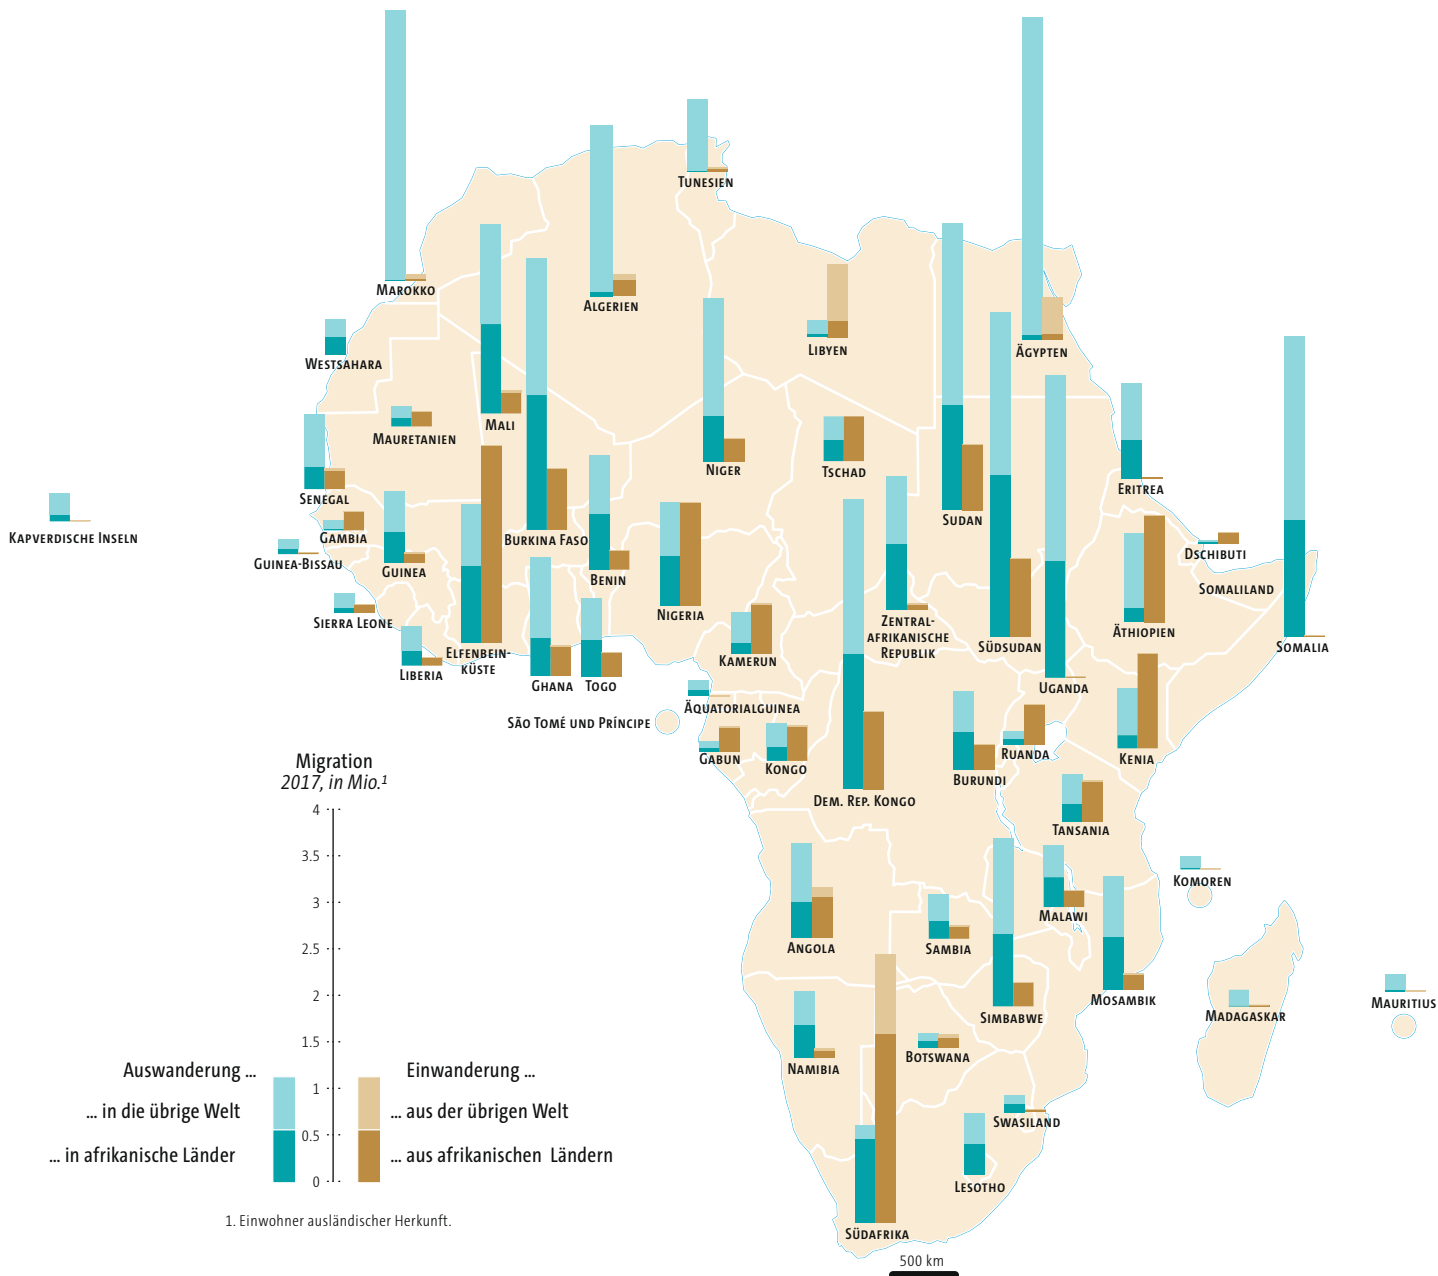 Marokko
Tunesien
Algerien
Libyen
Ägypten
Westsahara
Mauretanien
Mali
Niger
Tschad
Sudan
Eritrea
Senegal
Kapverdische Inseln
Gambia
Guinea-Bissau
Guinea
Burkina Faso
Benin
Nigeria
Dschibuti
Somaliland
Sierra Leone
Liberia
Elfenbein-
küste
Ghana
Togo
Kamerun
Zentral-
afrikanische
Republik
Südsudan
Uganda
Äthiopien
Somalia
Äquatorialguinea
São Tomé und Príncipe
Gabun
Kongo
Dem. Rep. Kongo
Burundi
Ruanda
Kenia
Tansania
Komoren
Malawi
Angola
Sambia
Simbabwe
Mosambik
Madagaskar
Mauritius
Namibia
Botswana
Swasiland
Lesotho
Südafrika
Migration
2017, in Mio.¹
4
3.5
3
2.5
2
1.5
1
0.5
0
Auswanderung ...
... in die übrige Welt
... in afrikanische Länder
Einwanderung ...
... aus der übrigen Welt
... aus afrikanischen Ländern
1. Einwohner ausländischer Herkunft.
500 km